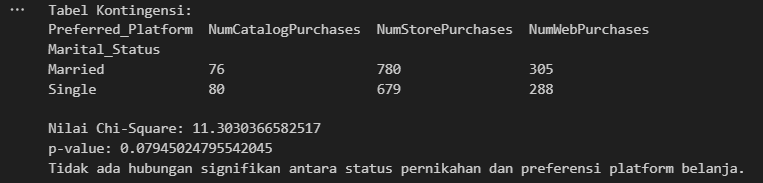 ... Tabel Kontingensi:
Preferred_Platform NumCatalogPurchases NumStorePurchases NumWebPurchases
Marital_Status
Married 76 780 305
Single 80 679 288
Nilai Chi-Square: 11.3030366582517
p-value: 0.07945024795542045
Tidak ada hubungan signifikan antara status pernikahan dan preferensi platform belanja.